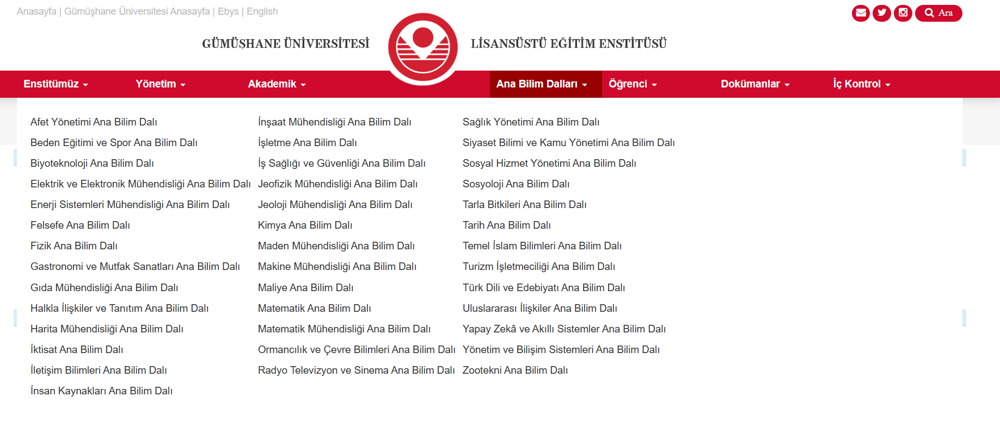 Anasayfa | Gümüşhane Üniversitesi Anasayfa | Ebys | English
Ara
GÜMÜŞHANE ÜNİVERSİTESİ
LİSANSÜSTÜ EĞİTİM ENSTİTÜSÜ
Enstitümüz
Yönetim
Akademik
Ana Bilim Dalları
Öğrenci
Dokümanlar
İç Kontrol
Afet Yönetimi Ana Bilim Dalı
Beden Eğitimi ve Spor Ana Bilim Dalı
Biyoteknoloji Ana Bilim Dalı
Elektrik ve Elektronik Mühendisliği Ana Bilim Dalı
Enerji Sistemleri Mühendisliği Ana Bilim Dalı
Felsefe Ana Bilim Dalı
Fizik Ana Bilim Dalı
Gastronomi ve Mutfak Sanatları Ana Bilim Dalı
Gıda Mühendisliği Ana Bilim Dalı
Halkla İlişkiler ve Tanıtım Ana Bilim Dalı
Harita Mühendisliği Ana Bilim Dalı
İktisat Ana Bilim Dalı
İletişim Bilimleri Ana Bilim Dalı
İnsan Kaynakları Ana Bilim Dalı
İnşaat Mühendisliği Ana Bilim Dalı
İşletme Ana Bilim Dalı
İş Sağlığı ve Güvenliği Ana Bilim Dalı
Jeofizik Mühendisliği Ana Bilim Dalı
Jeoloji Mühendisliği Ana Bilim Dalı
Kimya Ana Bilim Dalı
Maden Mühendisliği Ana Bilim Dalı
Makine Mühendisliği Ana Bilim Dalı
Maliye Ana Bilim Dalı
Matematik Ana Bilim Dalı
Matematik Mühendisliği Ana Bilim Dalı
Ormancılık ve Çevre Bilimleri Ana Bilim Dalı
Radyo Televizyon ve Sinema Ana Bilim Dalı
Sağlık Yönetimi Ana Bilim Dalı
Siyaset Bilimi ve Kamu Yönetimi Ana Bilim Dalı
Sosyal Hizmet Yönetimi Ana Bilim Dalı
Sosyoloji Ana Bilim Dalı
Tarla Bitkileri Ana Bilim Dalı
Tarih Ana Bilim Dalı
Temel İslam Bilimleri Ana Bilim Dalı
Turizm İşletmeciliği Ana Bilim Dalı
Türk Dili ve Edebiyatı Ana Bilim Dalı
Uluslararası İlişkiler Ana Bilim Dalı
Yapay Zekâ ve Akıllı Sistemler Ana Bilim Dalı
Yönetim ve Bilişim Sistemleri Ana Bilim Dalı
Zootekni Ana Bilim Dalı